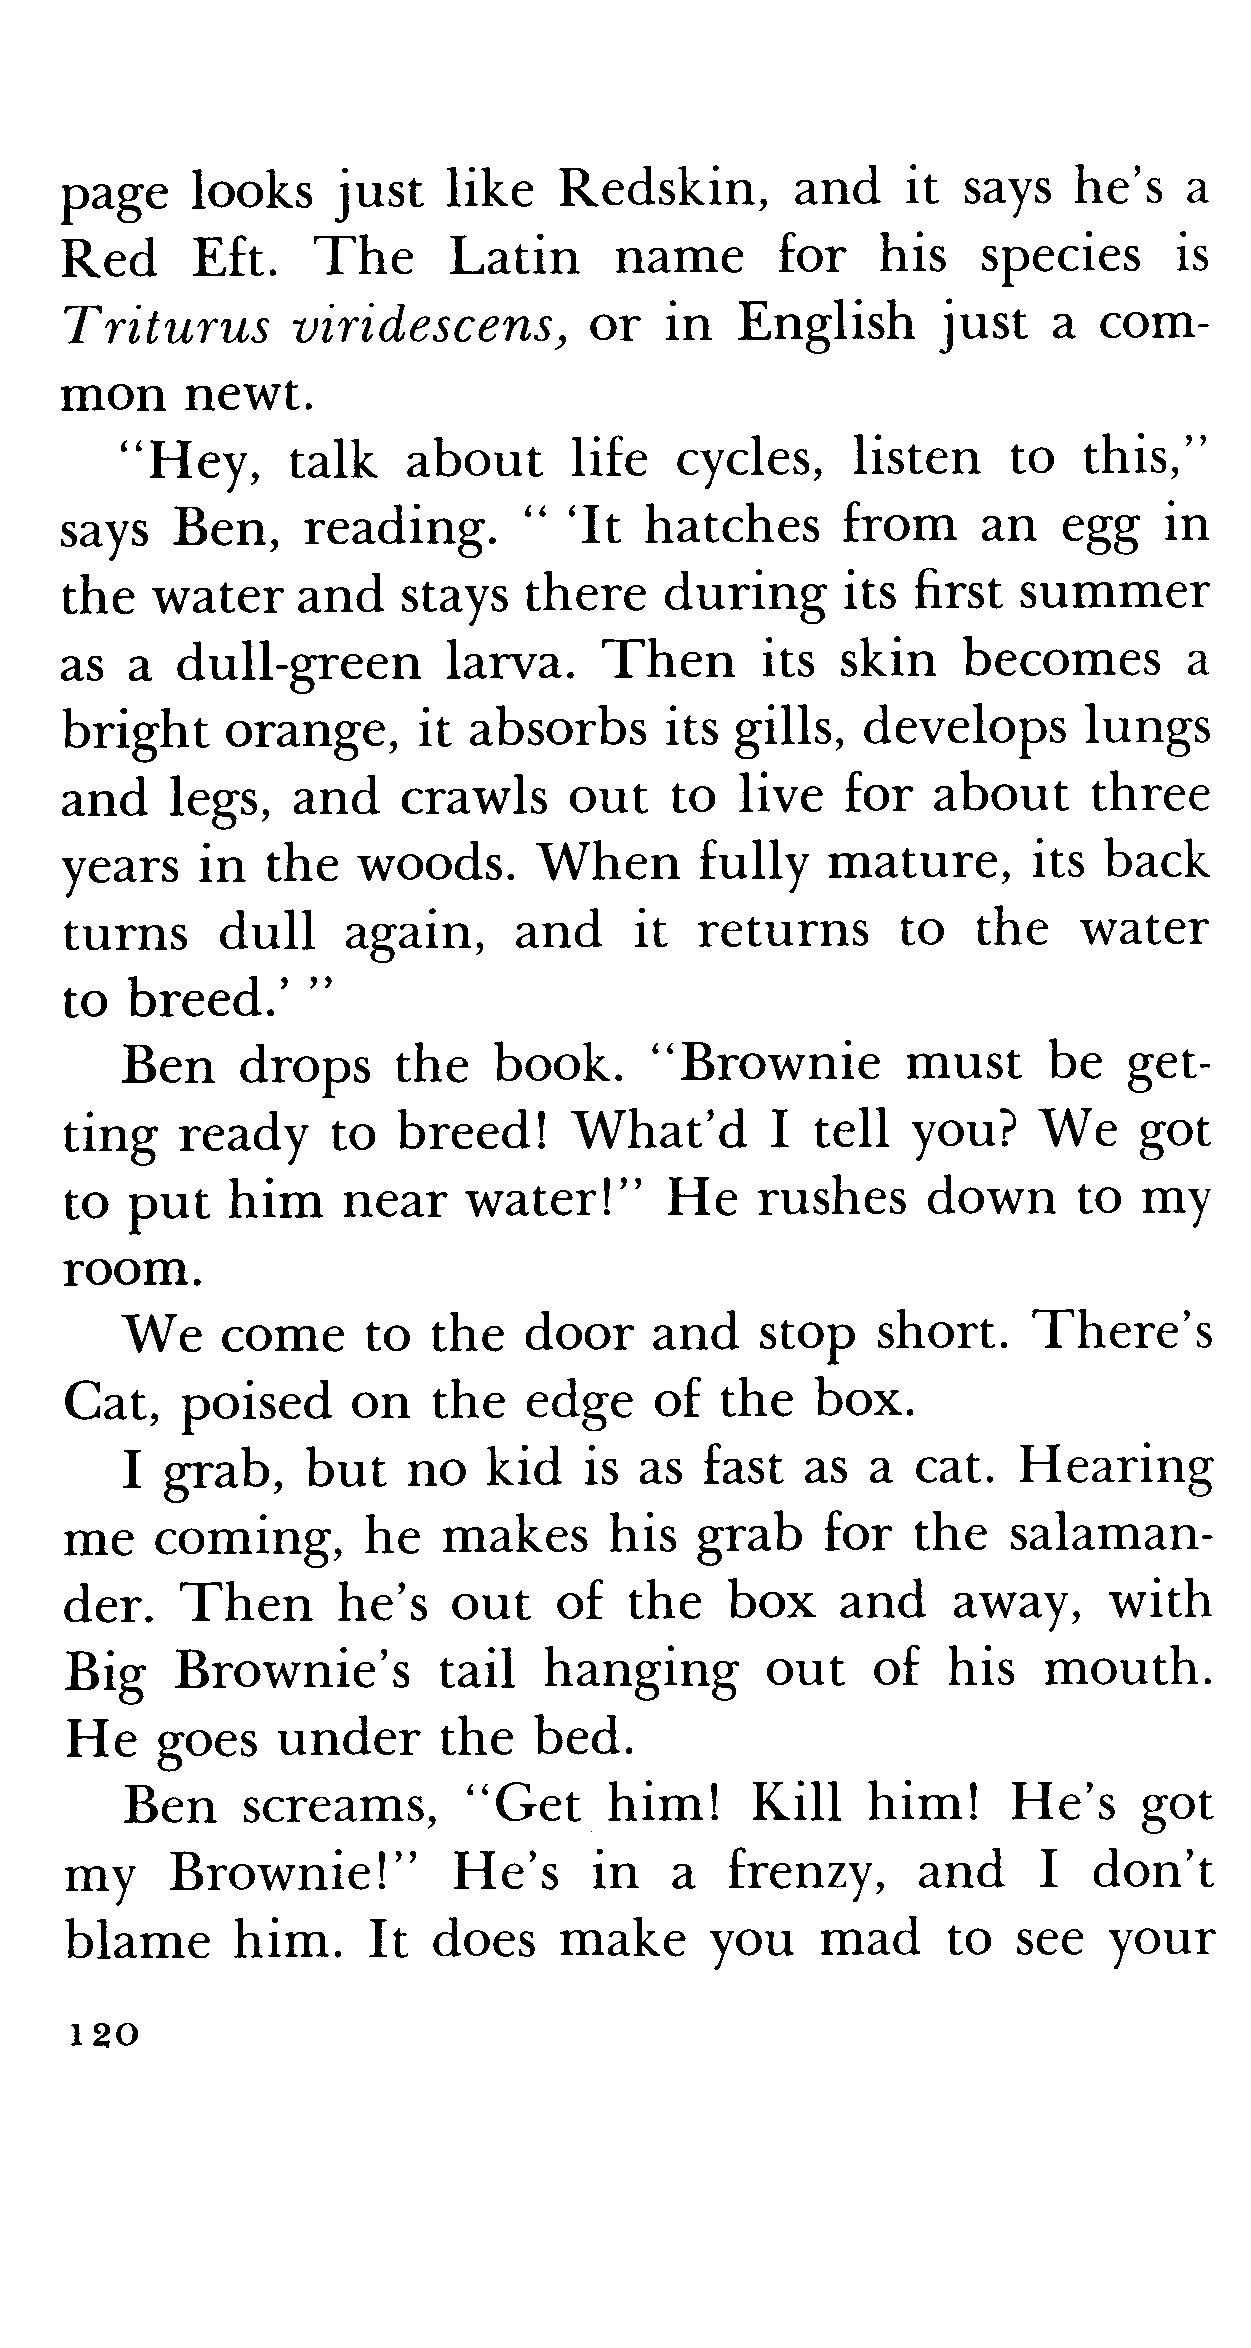 page looks just like Redskin, and it says he's a
Red Eft. The Latin name for his species is
Triturus viridescens, or in English just a com-
mon newt.
“Hey, talk about life cycles, listen to this,”
says Ben, reading. “ ‘It hatches from an egg in
the water and stays there during its first summer
as a dull-green larva. Then its skin becomes a
bright orange, it absorbs its gills, develops lungs
and legs, and crawls out to live for about three
years in the woods. When fully mature, its back
turns dull again, and it returns to the water
to breed.’ ”
Ben drops the book. “Brownie must be get-
ting ready to breed! What'd I tell you? We got
to put him near water!” He rushes down to my
room.
We come to the door and stop short. There's
Cat, poised on the edge of the box.
I grab, but no kid is as fast as a cat. Hearing
me coming, he makes his grab for the salaman-
der. Then he's out of the box and away, with
Big Brownie's tail hanging out of his mouth.
He goes under the bed.
Ben screams, “Get him! Kill him! He's got
my Brownie!” He's in a frenzy, and I don't
blame him. It does make you mad to see your
120